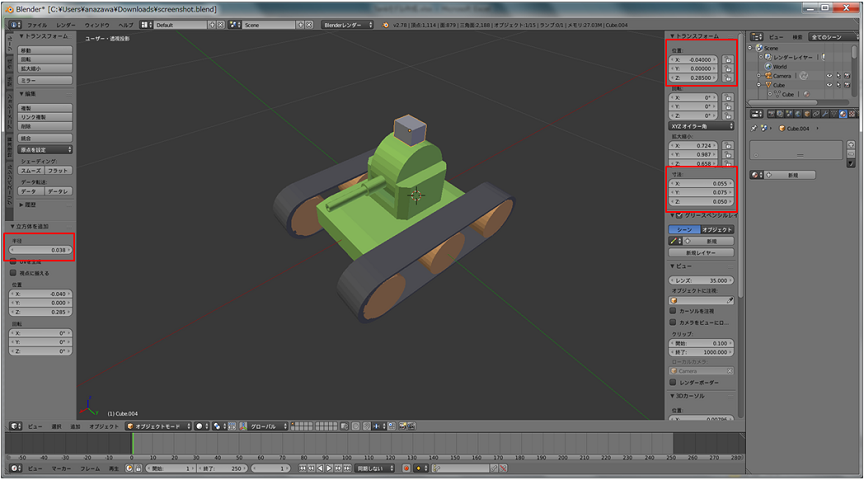 Blender* [C:¥Users¥anazawa¥Downloads¥screenshot.blend]
ファイル レンダー ウィンドウ ヘルプ Default Scene Blenderレンダー v2.78 | 頂点:1,114 | 面:879 | 三角面:2,188 | オブジェクト:1/15 | ランプ:0/1 | メモリ:27.03M | Cube.004
▼トランスフォーム
移動
回転
拡大縮小
ミラー
▼編集
複製
リンク複製
削除
統合
原点を設定
シェーディング:
スムーズ フラット
データ転送:
データ データレ
▶履歴
▼立方体を追加
半径
0.038
原点に揃える
位置
X: -0.040
Y: 0.000
Z: 0.285
回転
X: 0°
Y: 0°
Z: 0°
ユーザー・透視投影
(1) Cube.004
▼トランスフォーム
位置:
X: -0.04000
Y: 0.00000
Z: 0.28500
回転:
X: 0°
Y: 0°
Z: 0°
XYZ オイラー角
拡大縮小:
X: 0.724
Y: 0.987
Z: 0.658
寸法:
X: 0.055
Y: 0.075
Z: 0.050
シーン オブジェクト
新規
新規レイヤー
▼ビュー
レンズ: 35.000
オブジェクトに注視:
カーソルを注視
カメラをビューにロ...
クリップ:
開始: 0.100
終了: 1000.000
ローカルカメラ:
Camera
レンダーボーダー
▼3Dカーソル
位置:
ビュー 検索 全てのシーン
Scene
レンダーレイヤー
World
Camera
Cube
Cube
Cube.004
新規
ビュー 選択 追加 オブジェクト オブジェクトモード グローバル
-50 -40 -30 -20 -10 0 10 20 30 40 50 60 70 80 90 100 110 120 130 140 150 160 170 180 190 200 210 220 230 240 250 260 270 280
ビュー マーカー フレーム 再生 開始: 1 終了: 250 1 同期しない